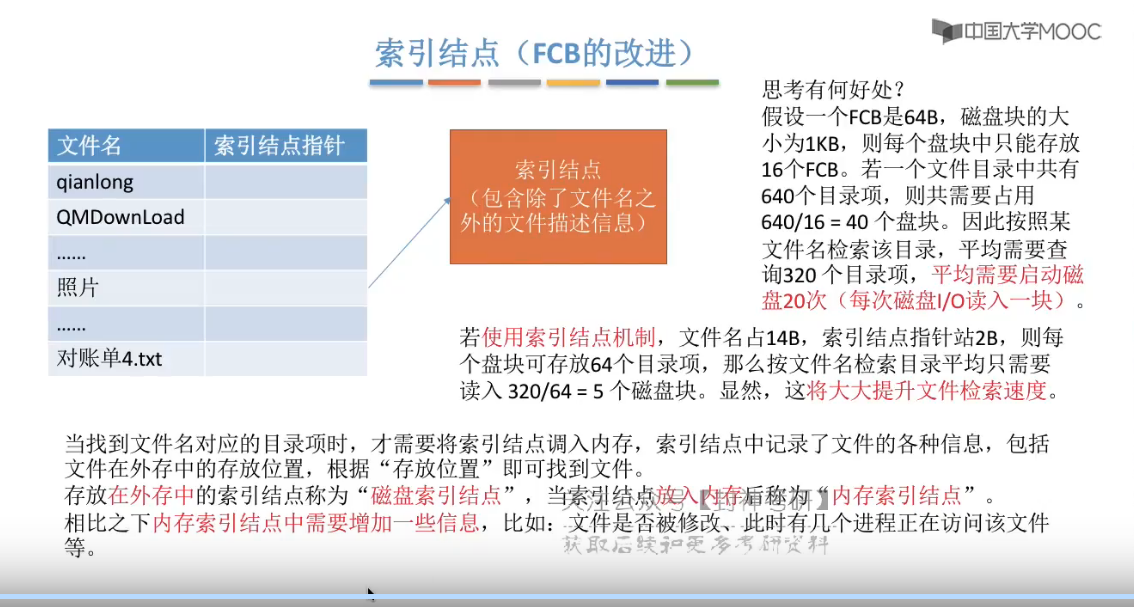 中国大学MOOC
索引结点（FCB的改进）
思考有何好处？
假设一个FCB是64B，磁盘块的大
小为1KB，则每个盘块中只能存放
16个FCB。若一个文件目录中共有
640个目录项，则共需要占用
640/16 = 40 个盘块。因此按照某
文件名检索该目录，平均需要查
询320 个目录项，平均需要启动磁
盘20次（每次磁盘I/O读入一块）。
文件名 索引结点指针
qianlong
QMDownLoad
……
照片
……
对账单4.txt
索引结点
（包含除了文件名之
外的文件描述信息）
若使用索引结点机制，文件名占14B，索引结点指针站2B，则每
个盘块可存放64个目录项，那么按文件名检索目录平均只需要
读入 320/64 = 5 个磁盘块。显然，这将大大提升文件检索速度。
当找到文件名对应的目录项时，才需要将索引结点调入内存，索引结点中记录了文件的各种信息，包括
文件在外存中的存放位置，根据“存放位置”即可找到文件。
存放在外存中的索引结点称为“磁盘索引结点”，当索引结点放入内存后称为“内存索引结点”。
相比之下内存索引结点中需要增加一些信息，比如：文件是否被修改、此时有几个进程正在访问该文件
等。
关注公众号【封神考研】
获取后续和更多考研资料